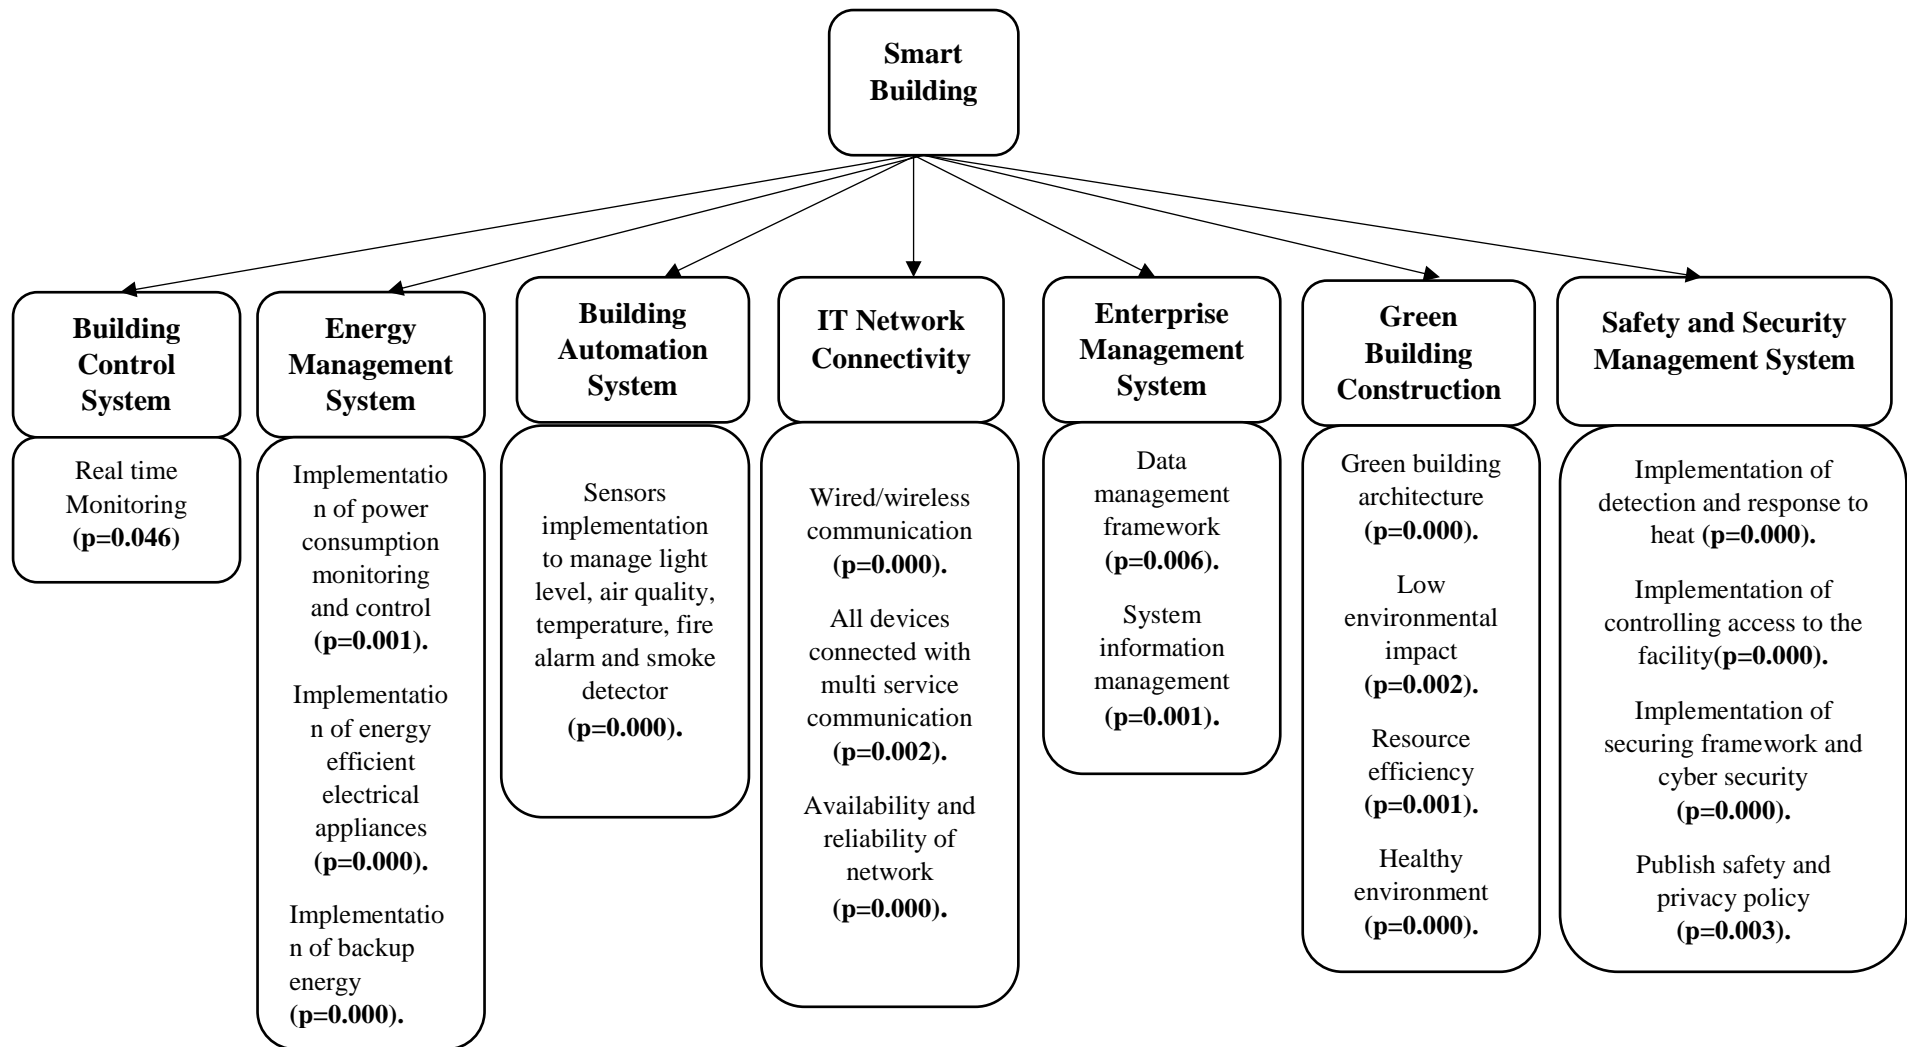 Smart
Building
Building
Control
System
Real time
Monitoring
(p=0.046)
Energy
Management
System
Implementatio
n of power
consumption
monitoring
and control
(p=0.001).
Implementatio
n of energy
efficient
electrical
appliances
(p=0.000).
Implementatio
n of backup
energy
(p=0.000).
Building
Automation
System
Sensors
implementation
to manage light
level, air quality,
temperature, fire
alarm and smoke
detector
(p=0.000).
IT Network
Connectivity
Wired/wireless
communication
(p=0.000).
All devices
connected with
multi service
communication
(p=0.002).
Availability and
reliability of
network
(p=0.000).
Enterprise
Management
System
Data
management
framework
(p=0.006).
System
information
management
(p=0.001).
Green
Building
Construction
Green building
architecture
(p=0.000).
Low
environmental
impact
(p=0.002).
Resource
efficiency
(p=0.001).
Healthy
environment
(p=0.000).
Safety and Security
Management System
Implementation of
detection and response to
heat (p=0.000).
Implementation of
controlling access to the
facility(p=0.000).
Implementation of
securing framework and
cyber security
(p=0.000).
Publish safety and
privacy policy
(p=0.003).